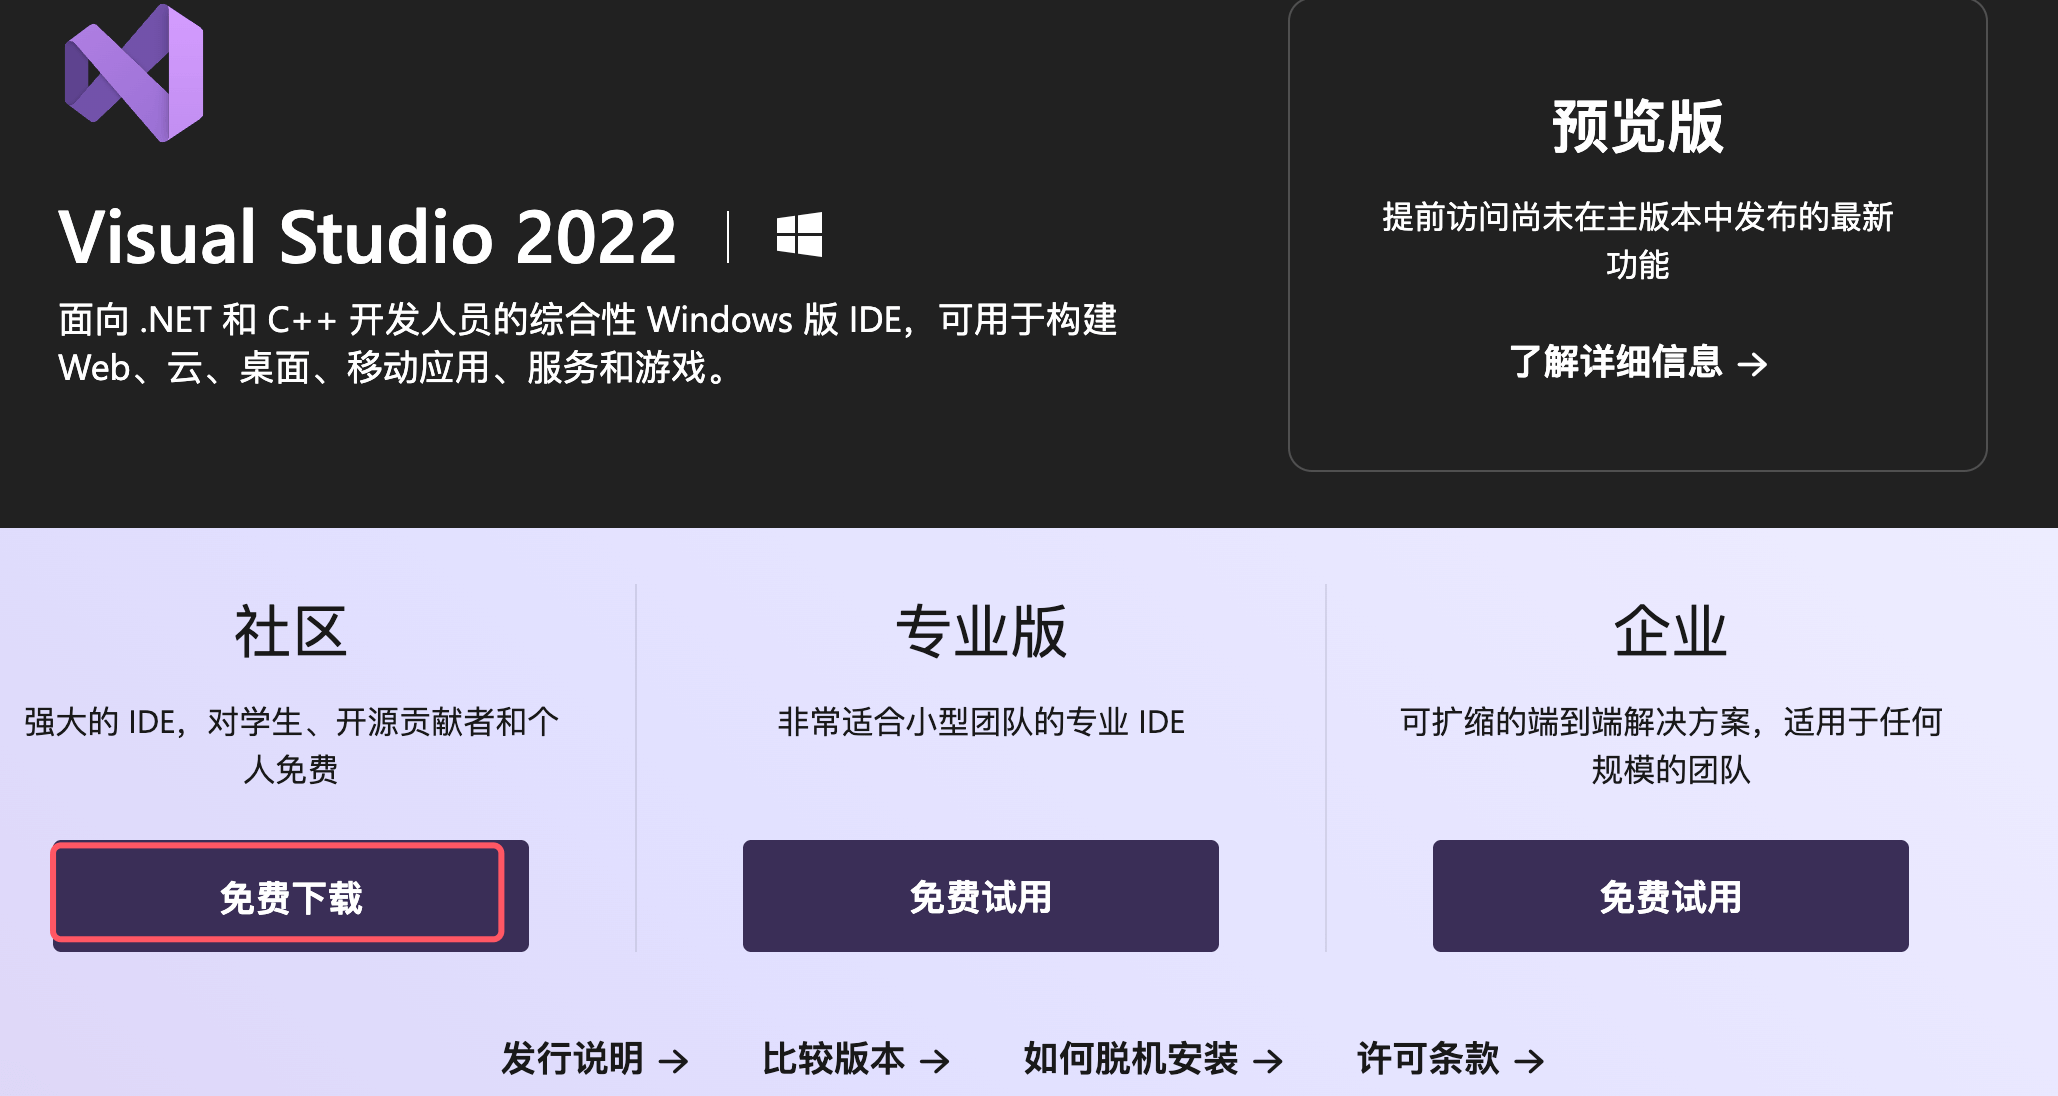 Visual Studio 2022
面向 .NET 和 C++ 开发人员的综合性 Windows 版 IDE，可用于构建
Web、云、桌面、移动应用、服务和游戏。
预览版
提前访问尚未在主版本中发布的最新
功能
了解详细信息 →
社区
强大的 IDE，对学生、开源贡献者和个
人免费
免费下载
专业版
非常适合小型团队的专业 IDE
免费试用
企业
可扩缩的端到端解决方案，适用于任何
规模的团队
免费试用
发行说明 →
比较版本 →
如何脱机安装 →
许可条款 →